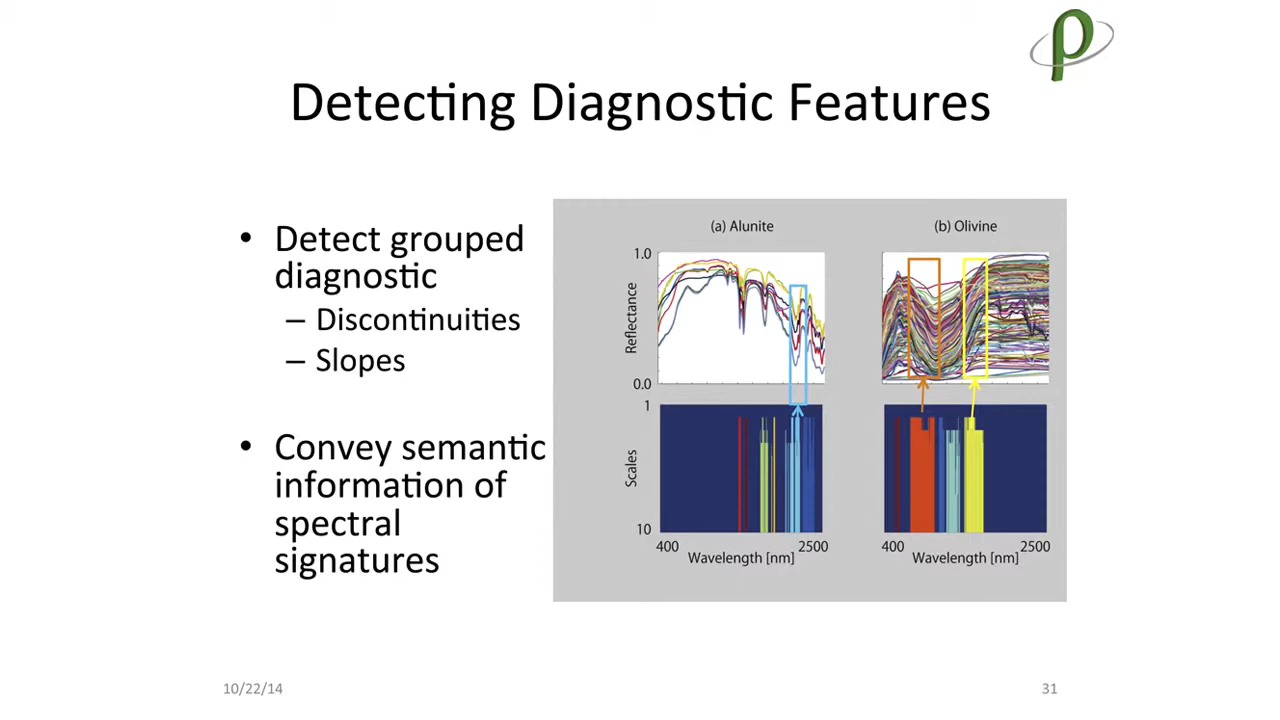 ρ
Detecting Diagnostic Features
• Detect grouped
diagnostic
– Discontinuities
– Slopes
• Convey semantic
information of
spectral
signatures
(a) Alunite
(b) Olivine
1.0
Reflectance
0.0
1
Scales
10
400
2500
Wavelength [nm]
400
2500
Wavelength [nm]
10/22/14
31